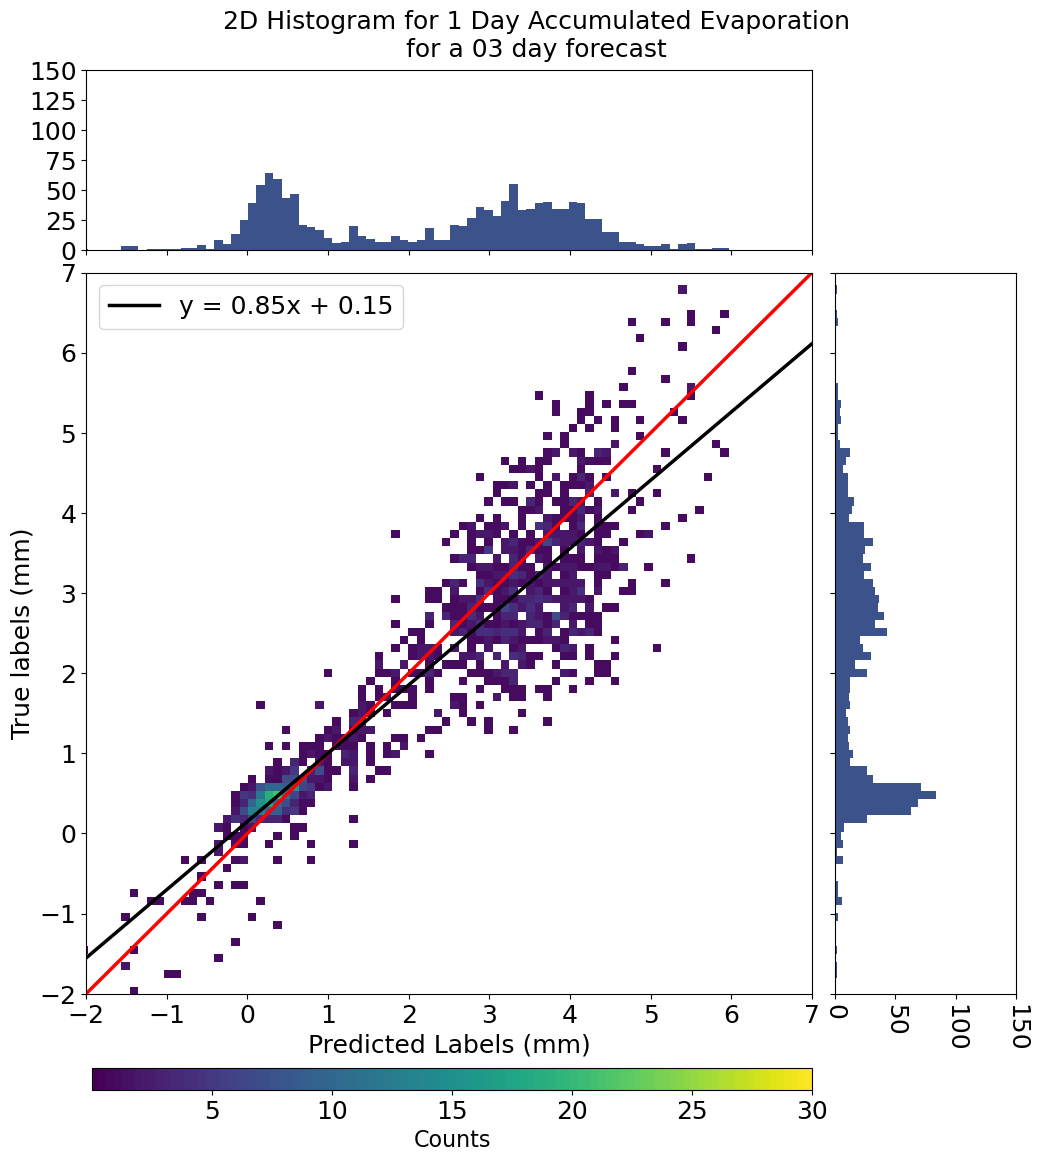 2D Histogram for 1 Day Accumulated Evaporation
for a 03 day forecast
150
125
100
75
50
25
0
7
6
5
4
3
2
1
0
−1
−2
True labels (mm)
y = 0.85x + 0.15
−2 −1 0 1 2 3 4 5 6 7
Predicted Labels (mm)
0 50 100 150
5 10 15 20 25 30
Counts